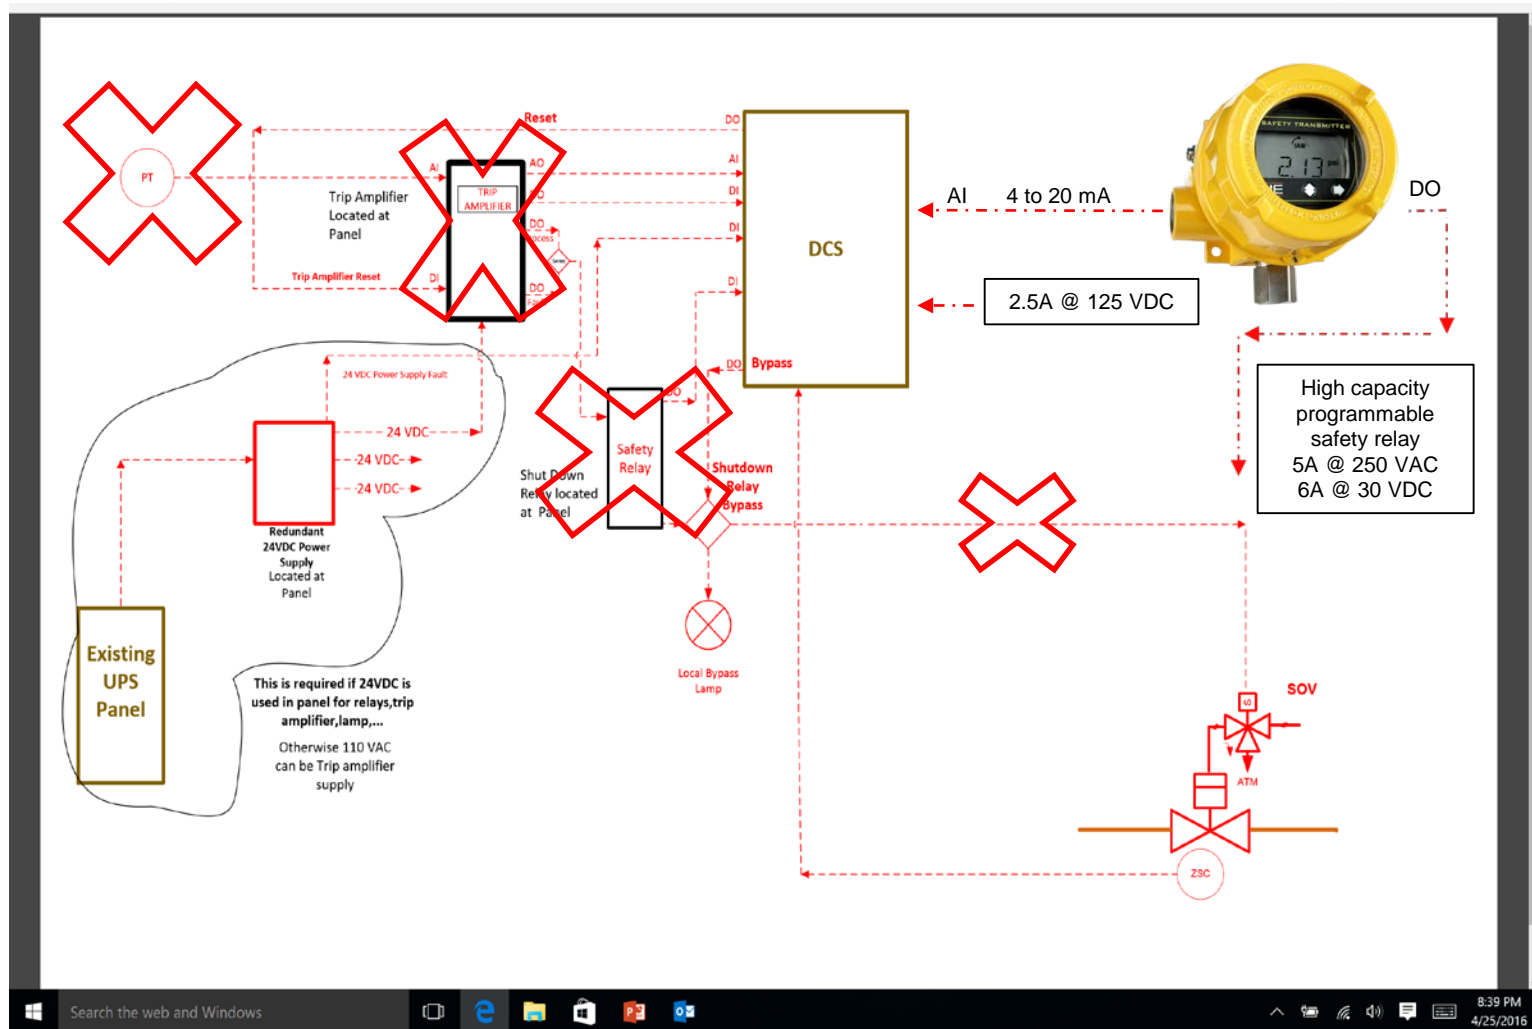 Reset
DO
PT
AI
AO
AI
TRIP
AMPLIFIER
DI
DO
Trip Amplifier
Located at
Panel
DI
Trip Amplifier Reset
DI
DO
DI
DCS
SAFETY TRANSMITTER
2.13 psi
AI 4 to 20 mA
DO
2.5A @ 125 VDC
DO Bypass
24 VDC Power Supply Fault
24 VDC
24 VDC
24 VDC
Redundant
24VDC Power
Supply
Located at
Panel
DO
Safety
Relay
Shut Down
Relay located
at Panel
Shutdown
Relay
Bypass
High capacity
programmable
safety relay
5A @ 250 VAC
6A @ 30 VDC
Local Bypass
Lamp
Existing
UPS
Panel
This is required if 24VDC is
used in panel for relays,trip
amplifier,lamp,...
Otherwise 110 VAC
can be Trip amplifier
supply
S
SOV
ATM
ZSC
Search the web and Windows
8:39 PM
4/25/2016